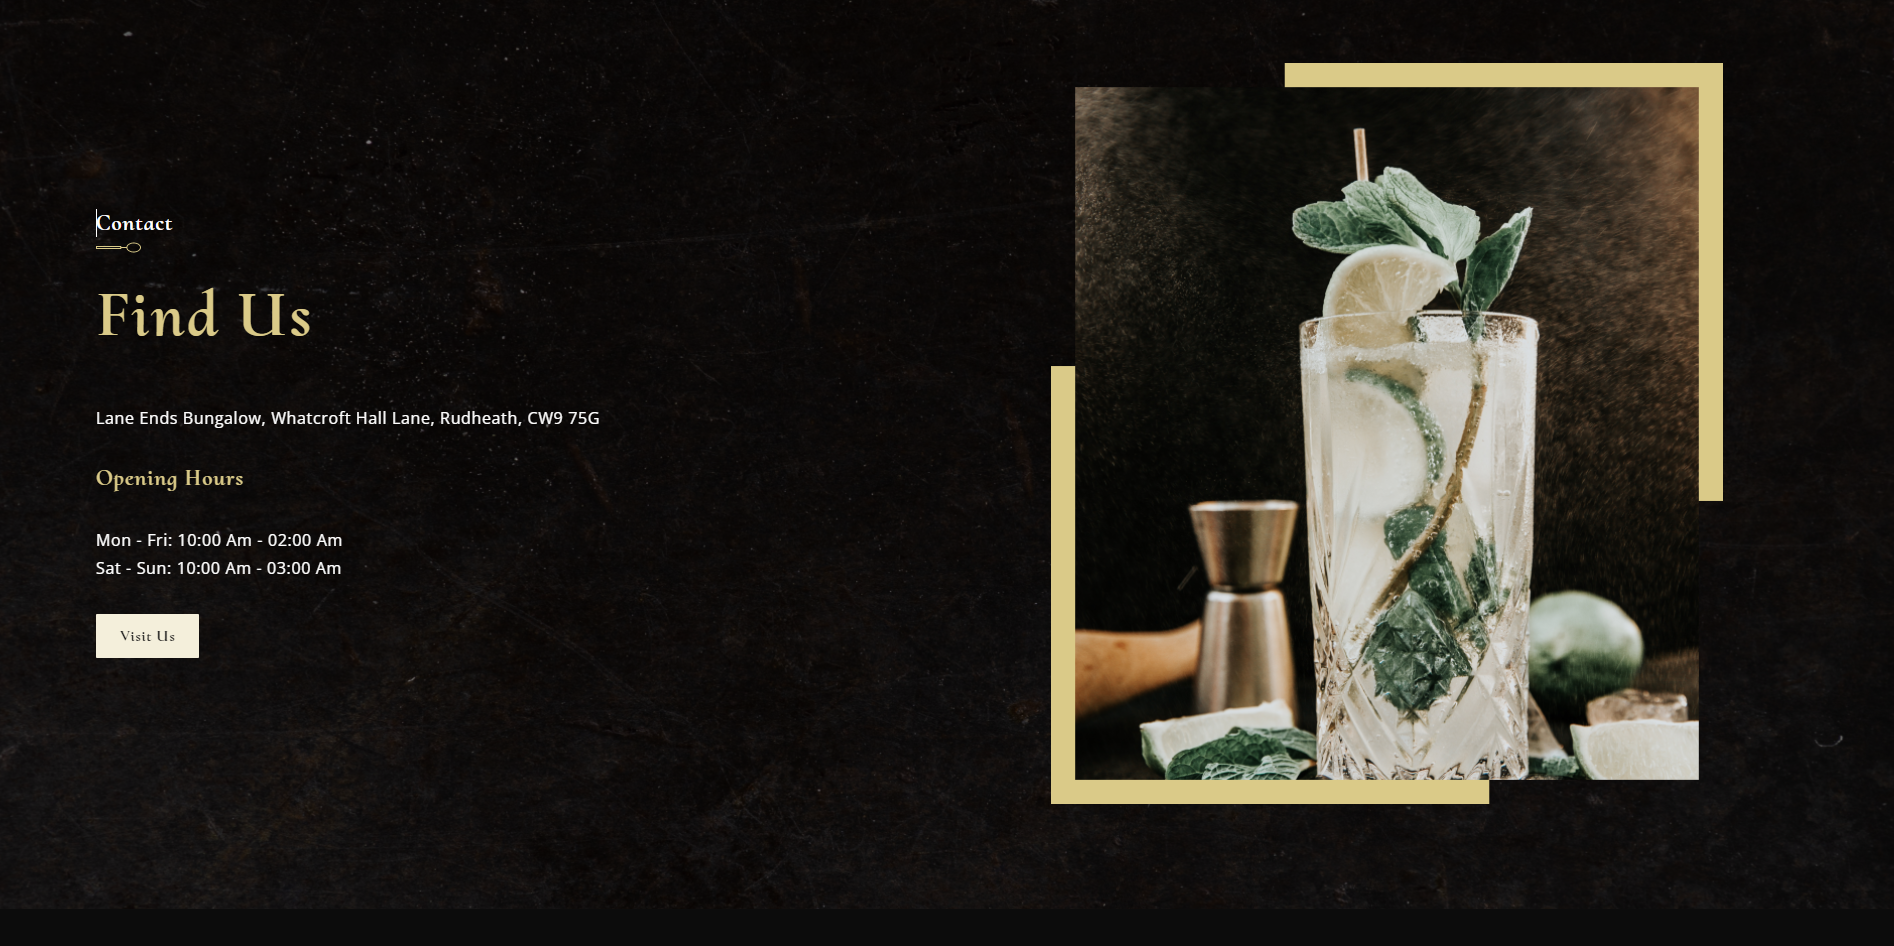 Contact
Find Us
Lane Ends Bungalow, Whatcroft Hall Lane, Rudheath, CW9 75G
Opening Hours
Mon - Fri: 10:00 Am - 02:00 Am
Sat - Sun: 10:00 Am - 03:00 Am
Visit Us